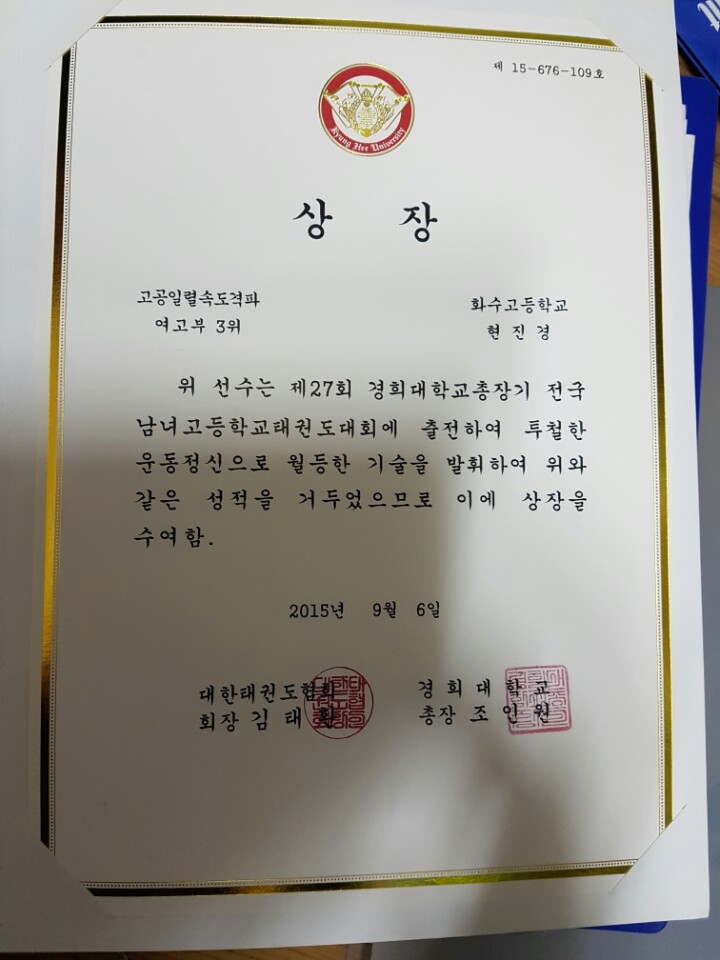 제 15-676-109호
Kyung Hee University
상 장
고공일렬속도격파
여고부 3위
화수고등학교
현 진 경
위 선수는 제27회 경희대학교총장기 전국
남녀고등학교태권도대회에 출전하여 투철한
운동정신으로 월등한 기술을 발휘하여 위와
같은 성적을 거두었으므로 이에 상장을
수여함.
2015년 9월 6일
대한태권도협회
회장 김 태 환
경 희 대 학 교
총장 조 인 원